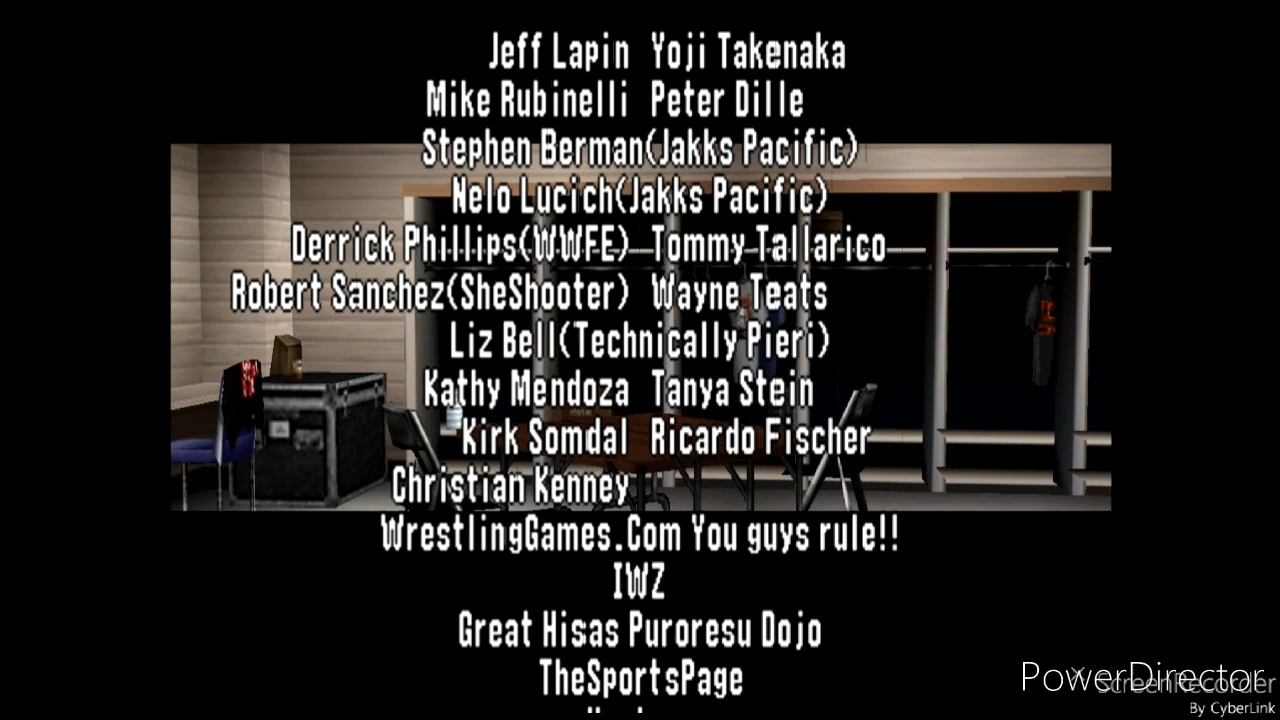 Jeff Lapin Yoji Takenaka
Mike Rubinelli Peter Dille
Stephen Berman(Jakks Pacific)
Nelo Lucich(Jakks Pacific)
Derrick Phillips(WWFE) Tommy Tallarico
Robert Sanchez(SheShooter) Wayne Teats
Liz Bell(Technically Pieri)
Kathy Mendoza Tanya Stein
Kirk Somdal Ricardo Fischer
Christian Kenney
WrestlingGames.Com You guys rule!!
IWZ
Great Hisas Puroresu Dojo
TheSportsPage
PowerDirector
ScreenRecorder
By CyberLink